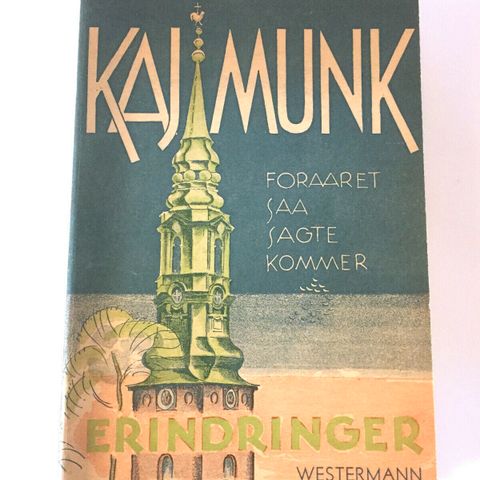 KAJ MUNK
FORAARET
SAA
SAGTE
KOMMER
ERINDRINGER
WESTERMANN